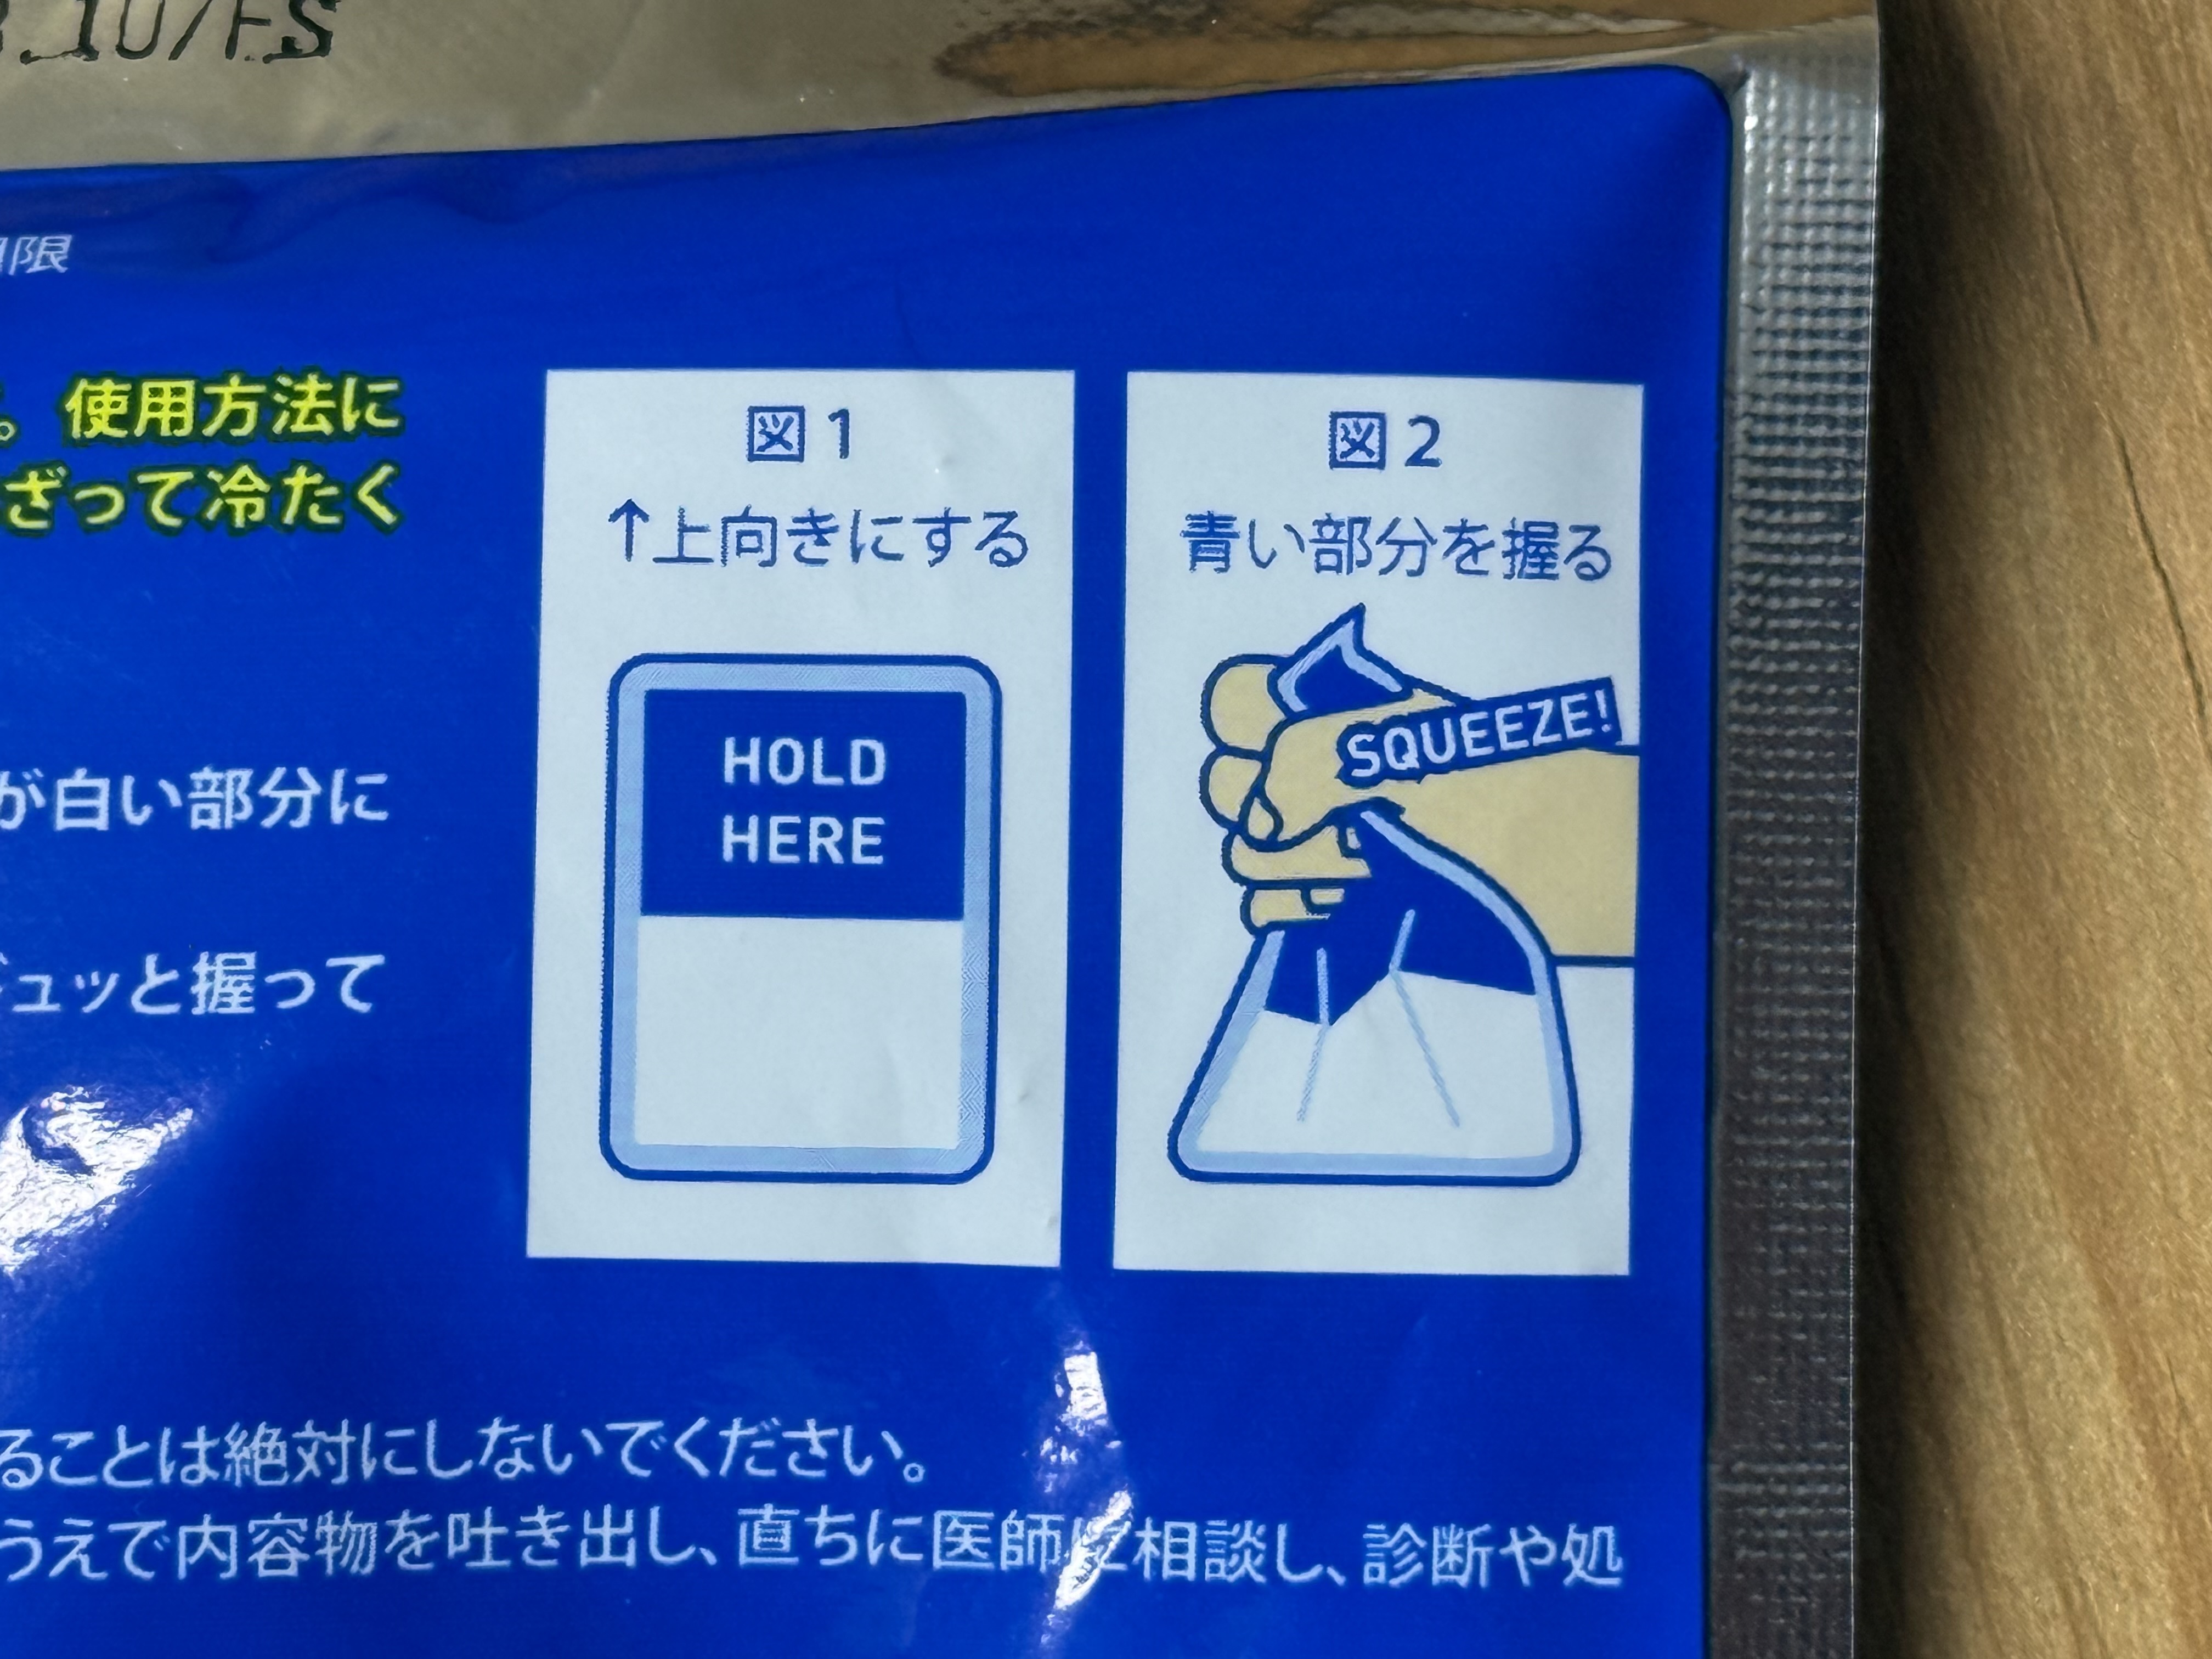 10/FS
限
使用方法に
ざって冷たく
が白い部分に
ュッと握って
図1
↑上向きにする
HOLD
HERE
図2
青い部分を握る
SQUEEZE!
ることは絶対にしないでください。
うえで内容物を吐き出し、直ちに医師に相談し、診断や処